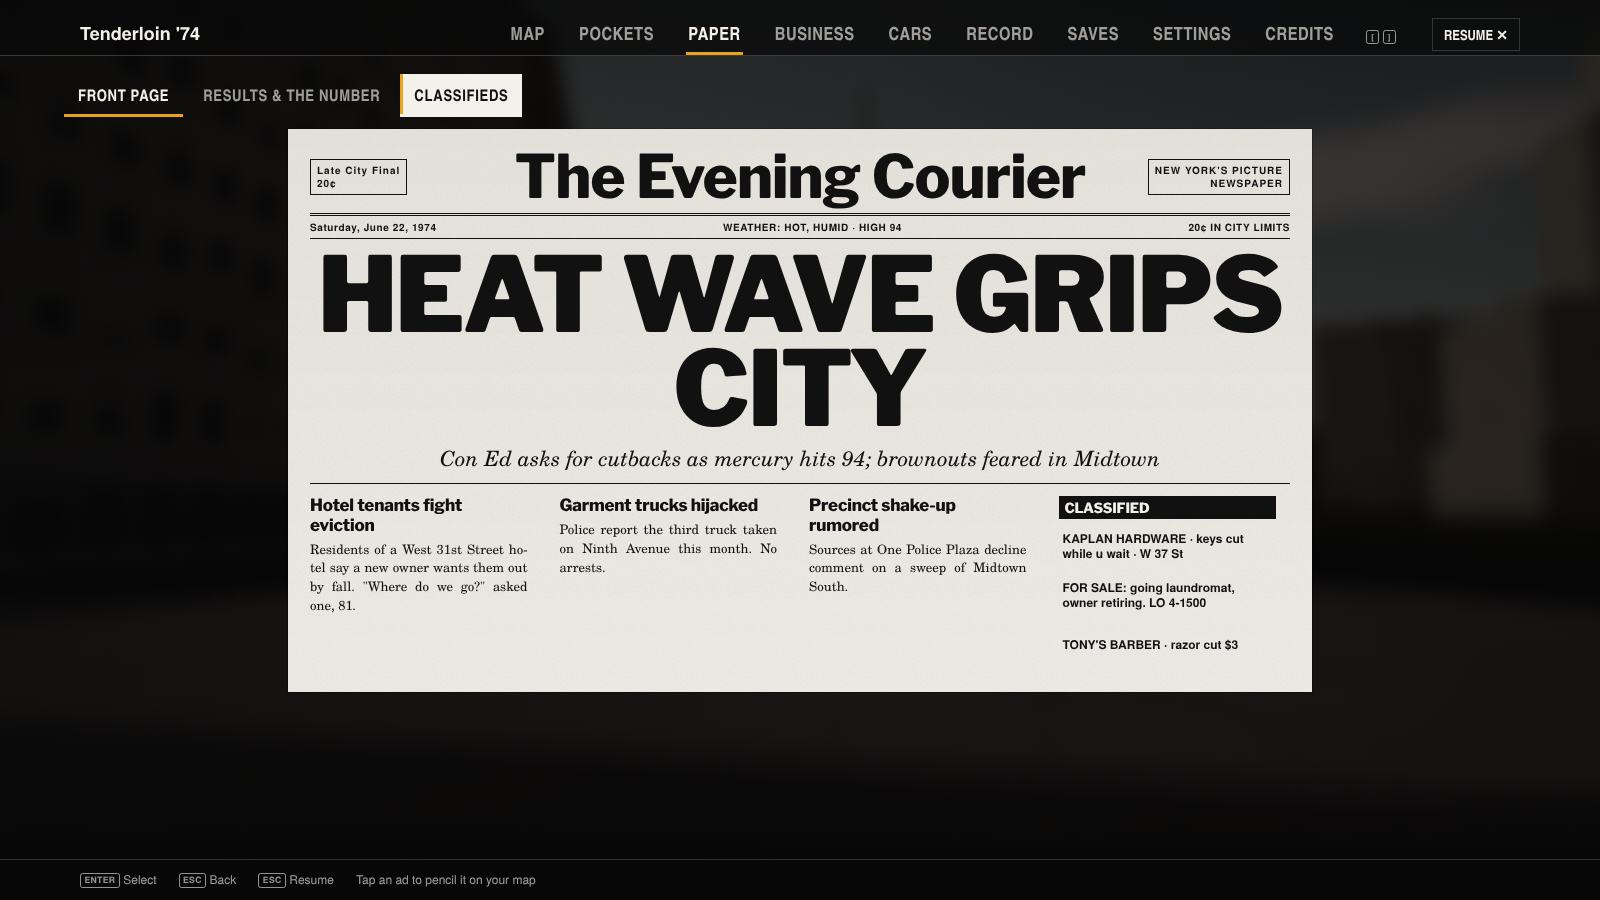 Tenderloin '74
MAP
POCKETS
PAPER
BUSINESS
CARS
RECORD
SAVES
SETTINGS
CREDITS
[ ]
RESUME ✕
FRONT PAGE
RESULTS & THE NUMBER
CLASSIFIEDS
Late City Final
20¢
The Evening Courier
NEW YORK'S PICTURE
NEWSPAPER
Saturday, June 22, 1974
WEATHER: HOT, HUMID · HIGH 94
20¢ IN CITY LIMITS
HEAT WAVE GRIPS
CITY
Con Ed asks for cutbacks as mercury hits 94; brownouts feared in Midtown
Hotel tenants fight
eviction
Residents of a West 31st Street ho-
tel say a new owner wants them out
by fall. "Where do we go?" asked
one, 81.
Garment trucks hijacked
Police report the third truck taken
on Ninth Avenue this month. No
arrests.
Precinct shake-up
rumored
Sources at One Police Plaza decline
comment on a sweep of Midtown
South.
CLASSIFIED
KAPLAN HARDWARE · keys cut
while u wait · W 37 St
FOR SALE: going laundromat,
owner retiring. LO 4-1500
TONY'S BARBER · razor cut $3
ENTER Select
ESC Back
ESC Resume
Tap an ad to pencil it on your map